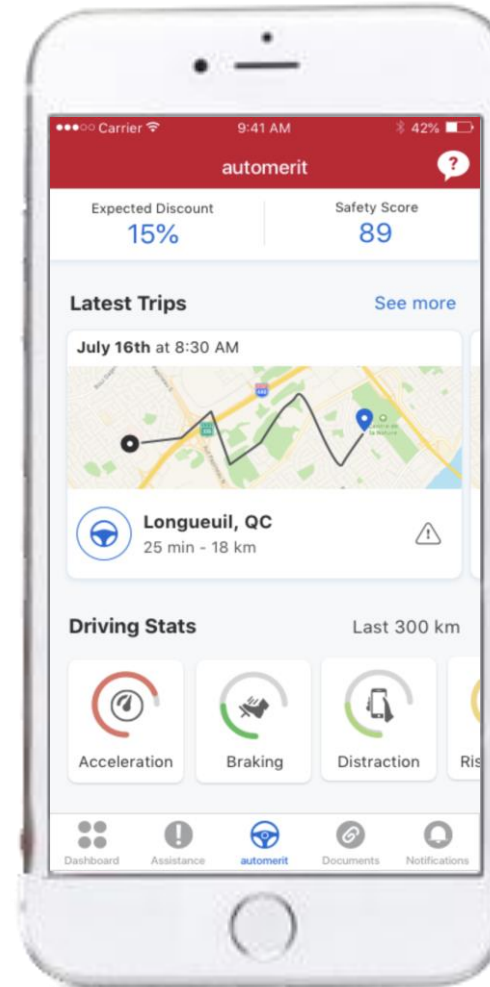 Carrier 9:41 AM 42%
automerit ?
Expected Discount Safety Score
15% 89
Latest Trips See more
July 16th at 8:30 AM
Longueuil, QC
25 min - 18 km
Driving Stats Last 300 km
Acceleration Braking Distraction Ris
Dashboard Assistance automerit Documents Notifications